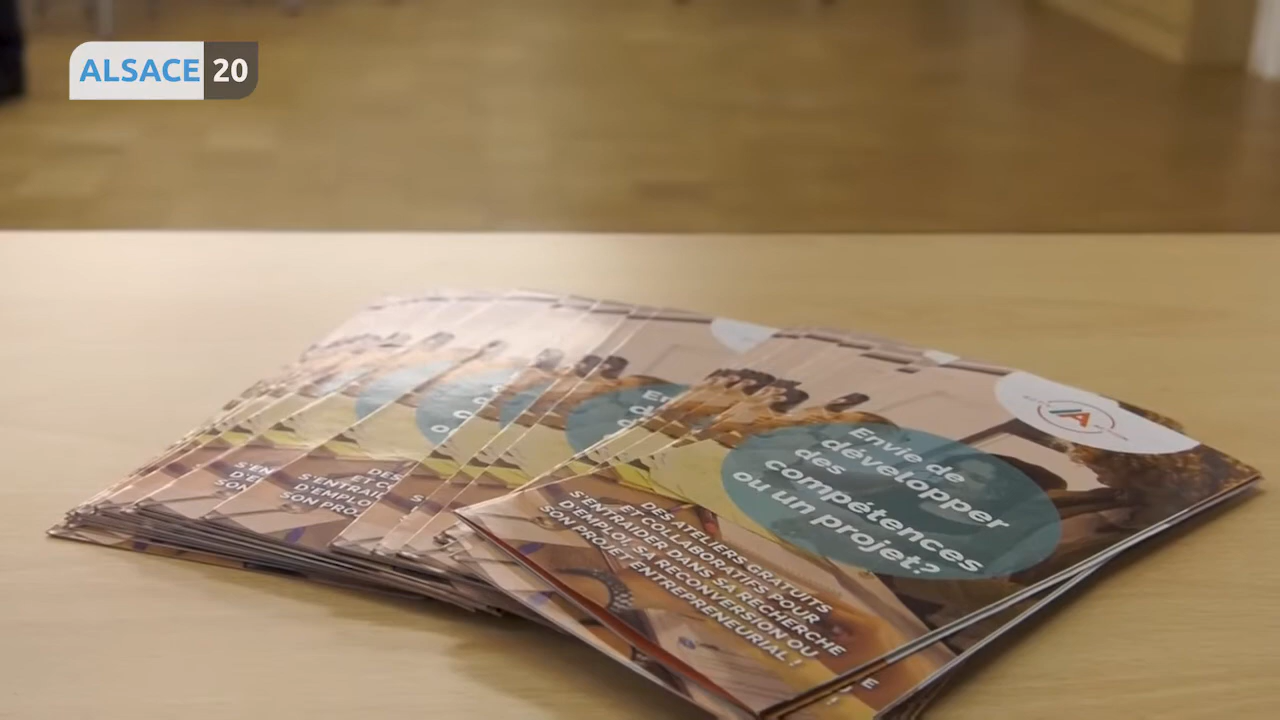 ALSACE 20
Envie de
développer
des
compétences
ou un projet?
DES ATELIERS GRATUITS
ET COLLABORATIFS POUR
S'ENTRAIDER DANS SA RECHERCHE
D'EMPLOI, SA RECONVERSION OU
SON PROJET ENTREPRENEURIAL !